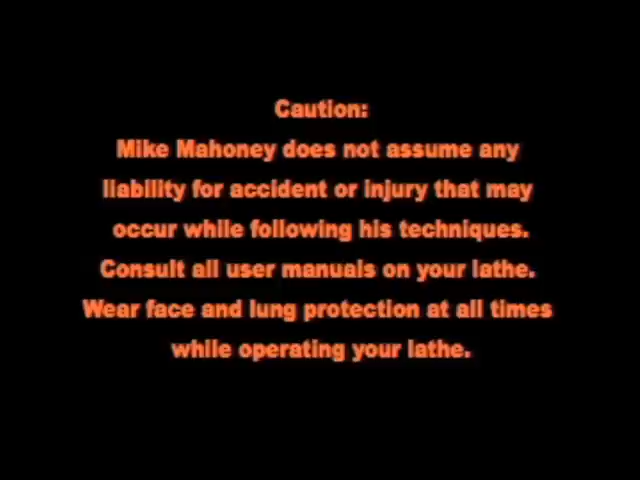 Caution:
Mike Mahoney does not assume any
liability for accident or injury that may
occur while following his techniques.
Consult all user manuals on your lathe.
Wear face and lung protection at all times
while operating your lathe.